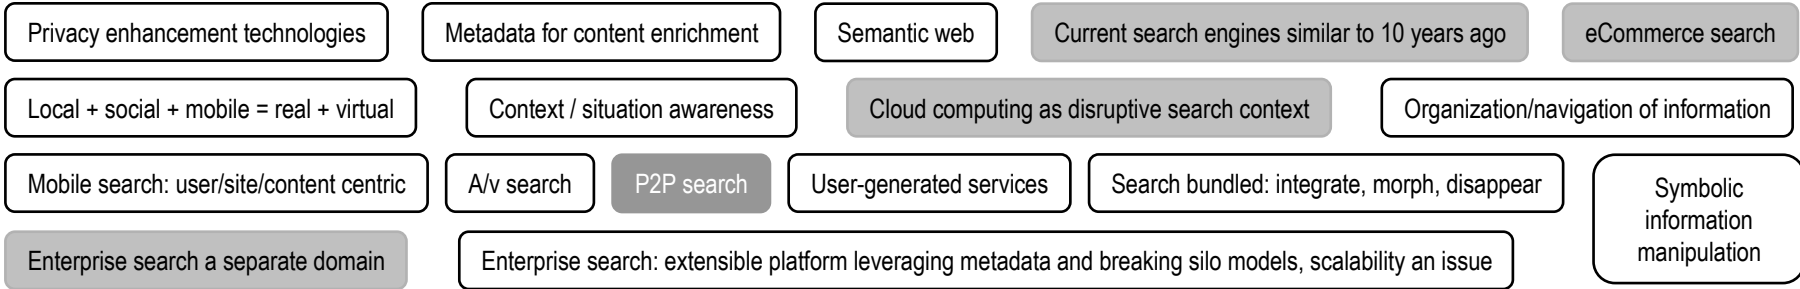 Privacy enhancement technologies
Metadata for content enrichment
Semantic web
Current search engines similar to 10 years ago
eCommerce search
Local + social + mobile = real + virtual
Context / situation awareness
Cloud computing as disruptive search context
Organization/navigation of information
Mobile search: user/site/content centric
A/v search
P2P search
User-generated services
Search bundled: integrate, morph, disappear
Symbolic
information
manipulation
Enterprise search a separate domain
Enterprise search: extensible platform leveraging metadata and breaking silo models, scalability an issue